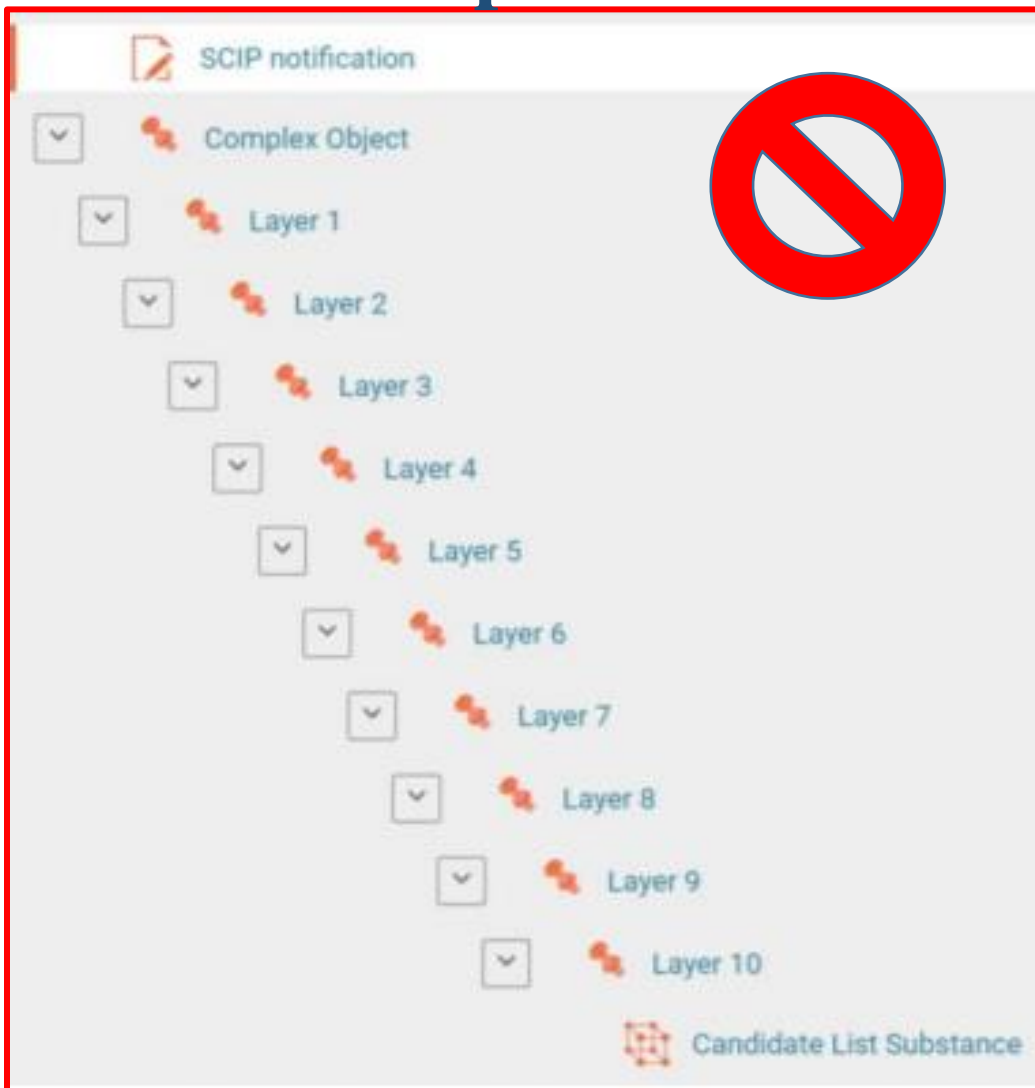 SCIP notification
Complex Object
Layer 1
Layer 2
Layer 3
Layer 4
Layer 5
Layer 6
Layer 7
Layer 8
Layer 9
Layer 10
Candidate List Substance